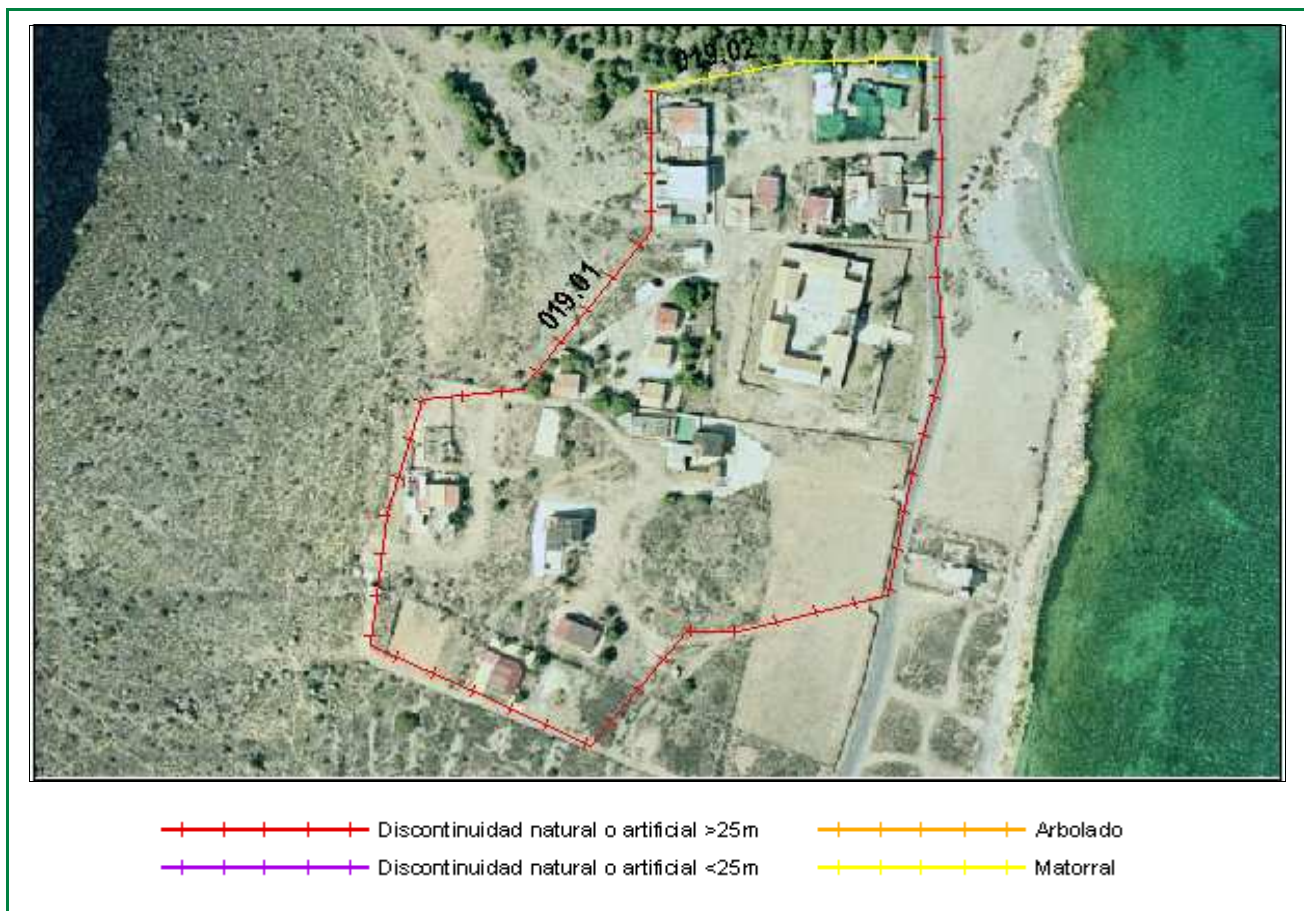 019.02
019.01
Discontinuidad natural o artificial >25m
Arbolado
Discontinuidad natural o artificial <25m
Matorral